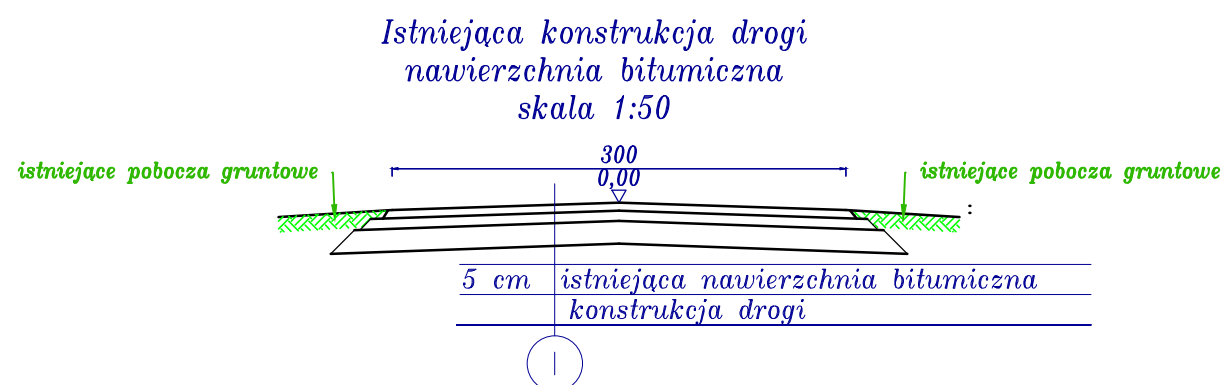 Istniejąca konstrukcja drogi
nawierzchnia bitumiczna
skala 1:50
300
istniejące pobocza gruntowe
0,00
istniejące pobocza gruntowe
:
5 cm istniejąca nawierzchnia bitumiczna
konstrukcja drogi
I